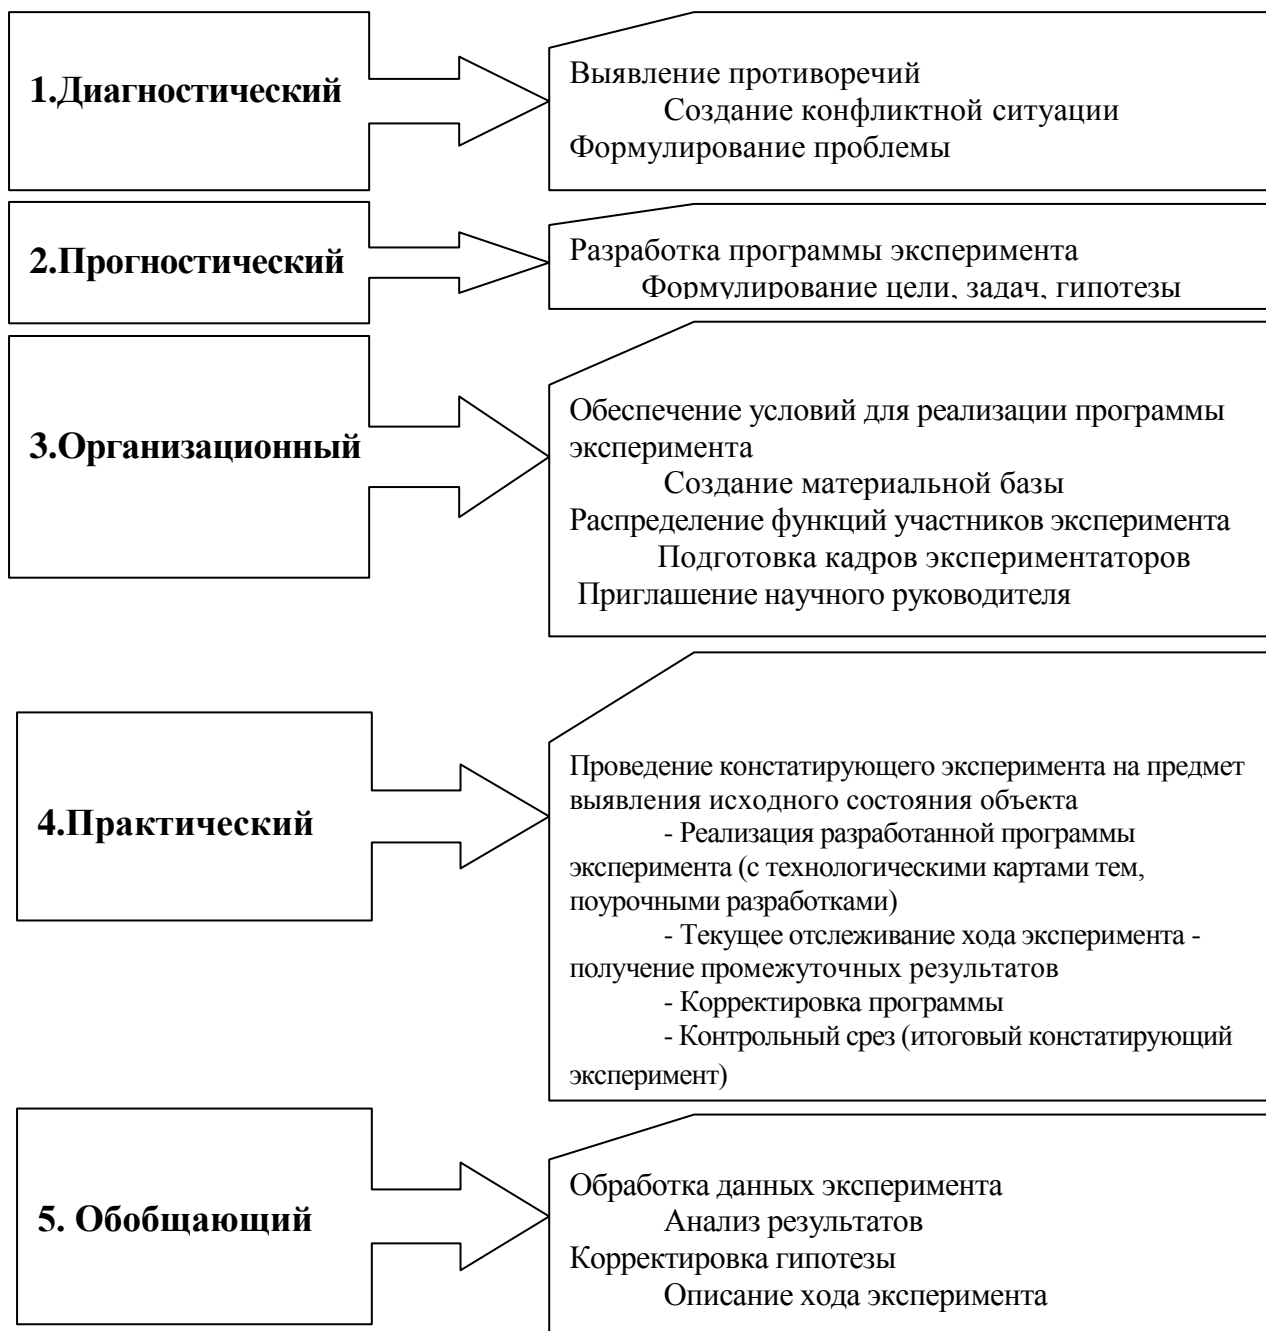 1.Диагностический
Выявление противоречий
Создание конфликтной ситуации
Формулирование проблемы
2.Прогностический
Разработка программы эксперимента
Формулирование цели, задач, гипотезы
3.Организационный
Обеспечение условий для реализации программы
эксперимента
Создание материальной базы
Распределение функций участников эксперимента
Подготовка кадров экспериментаторов
Приглашение научного руководителя
4.Практический
Проведение констатирующего эксперимента на предмет
выявления исходного состояния объекта
- Реализация разработанной программы
эксперимента (с технологическими картами тем,
поурочными разработками)
- Текущее отслеживание хода эксперимента -
получение промежуточных результатов
- Корректировка программы
- Контрольный срез (итоговый констатирующий
эксперимент)
5. Обобщающий
Обработка данных эксперимента
Анализ результатов
Корректировка гипотезы
Описание хода эксперимента